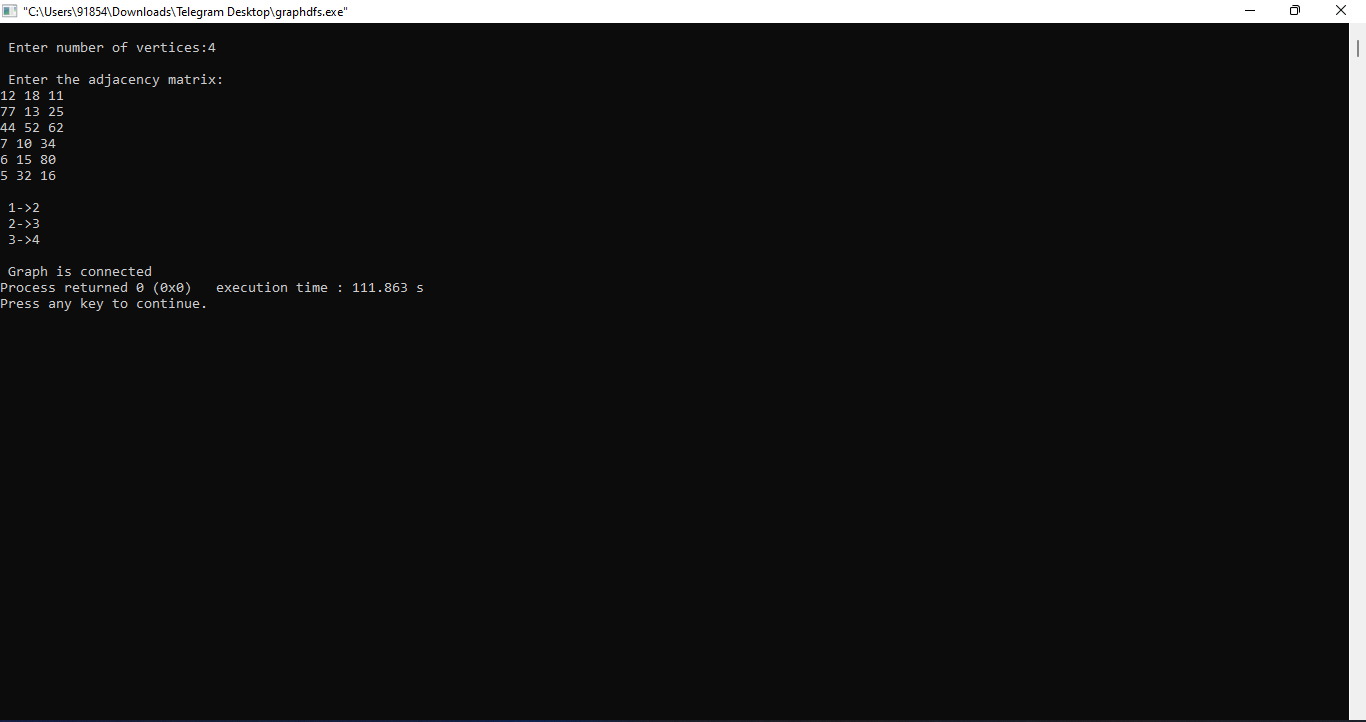 "C:\Users\91854\Downloads\Telegram Desktop\graphdfs.exe"
Enter number of vertices:4
Enter the adjacency matrix:
12 18 11
77 13 25
44 52 62
7 10 34
6 15 80
5 32 16
1->2
2->3
3->4
Graph is connected
Process returned 0 (0x0)   execution time : 111.863 s
Press any key to continue.